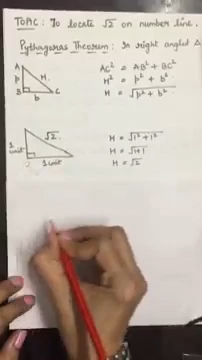 TOPIC: To locate √2 on number line.
Pythagoras Theorem: In right angled Δ
A
p
H
B
b
C
AC² = AB² + BC²
H² = p² + b²
H = √p² + b²
1 unit
√2
1 unit
H = √1² + 1²
H = √1+1
H = √2